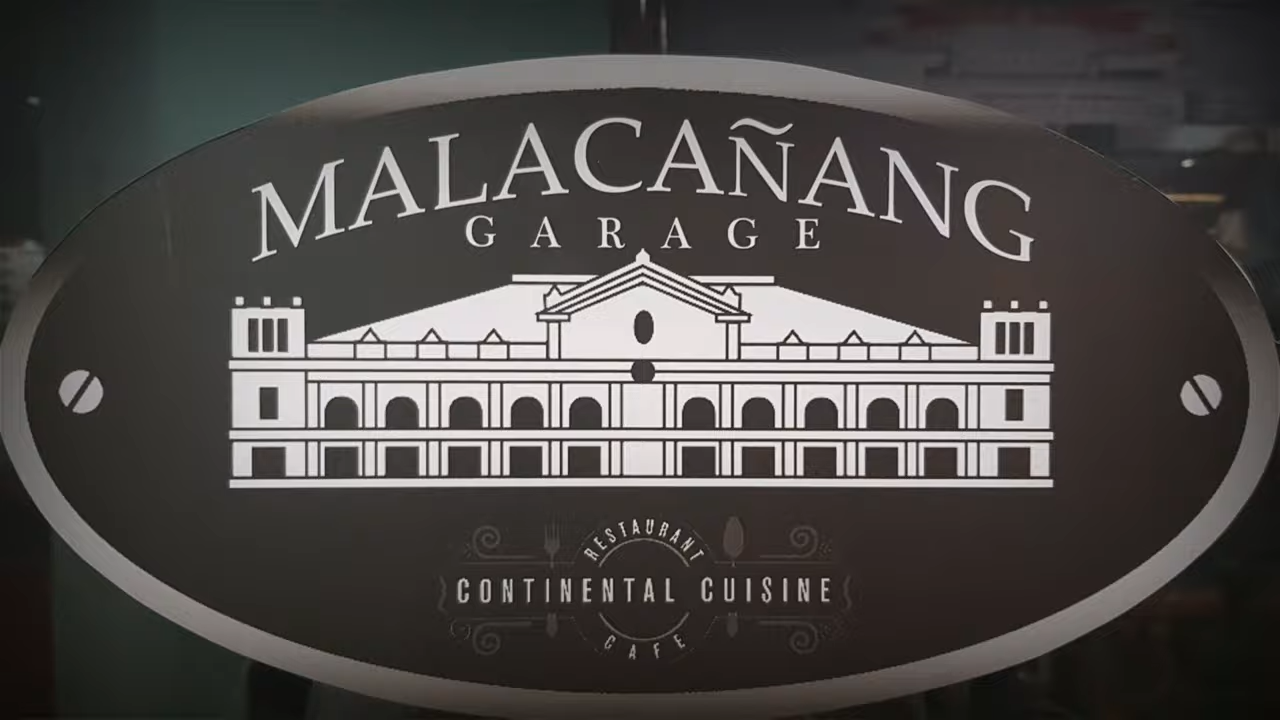 MALACAÑANG
GARAGE
RESTAURANT
CONTINENTAL CUISINE
CAFE